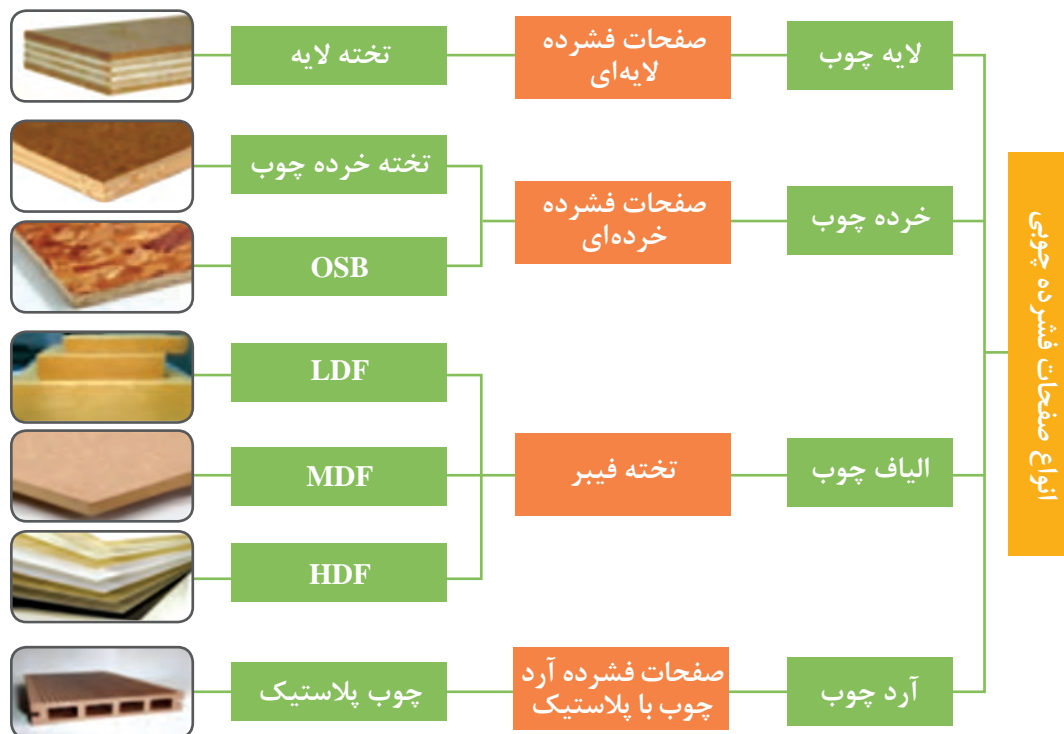 انواع صفحات فشرده چوبی
لایه چوب
صفحات فشرده
لایه‌ای
تخته لایه
خرده چوب
صفحات فشرده
خرده‌ای
تخته خرده چوب
OSB
الیاف چوب
تخته فیبر
LDF
MDF
HDF
آرد چوب
صفحات فشرده آرد
چوب با پلاستیک
چوب پلاستیک